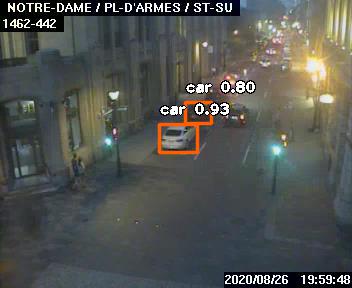 NOTRE-DAME / PL-D'ARMES / ST-SU
1462-442
car 0.80
car 0.93
2020/08/26 19:59:48